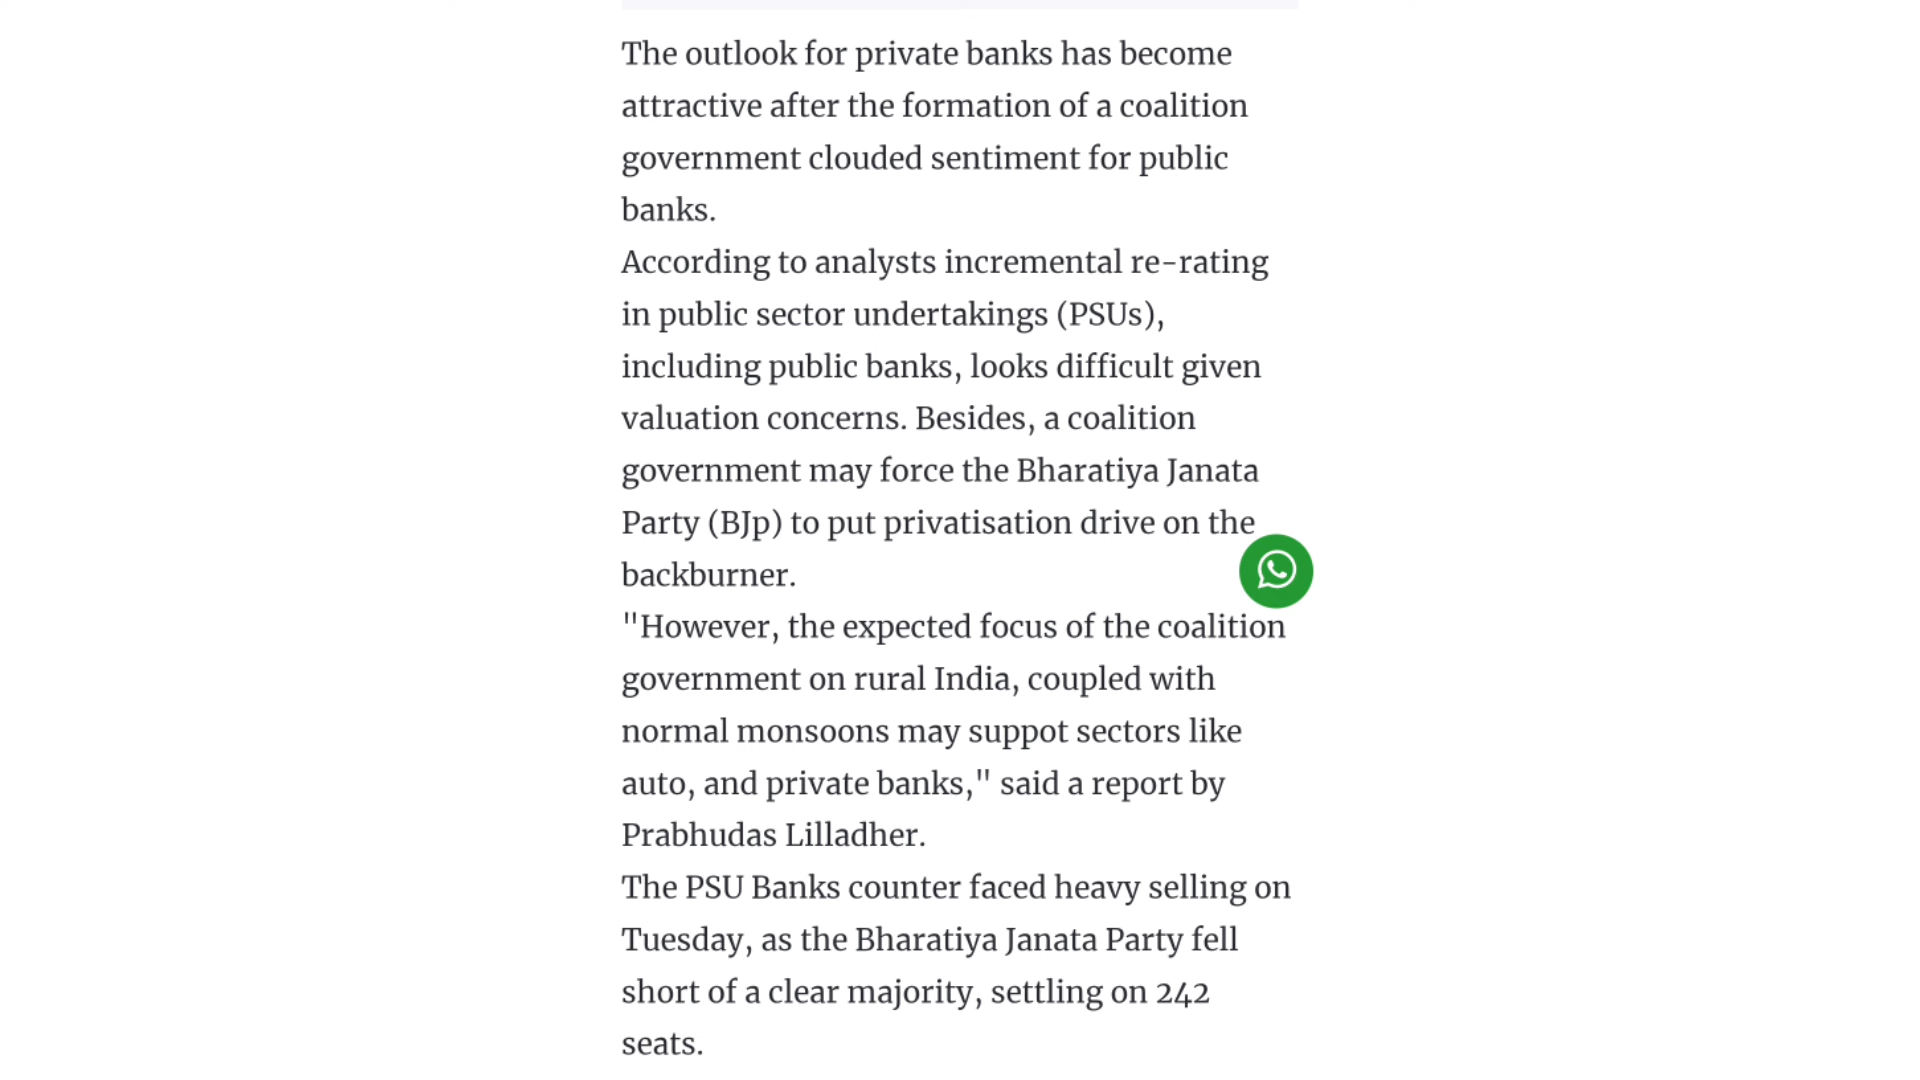 The outlook for private banks has become
attractive after the formation of a coalition
government clouded sentiment for public
banks.
According to analysts incremental re-rating
in public sector undertakings (PSUs),
including public banks, looks difficult given
valuation concerns. Besides, a coalition
government may force the Bharatiya Janata
Party (BJp) to put privatisation drive on the
backburner.
"However, the expected focus of the coalition
government on rural India, coupled with
normal monsoons may suppot sectors like
auto, and private banks," said a report by
Prabhudas Lilladher.
The PSU Banks counter faced heavy selling on
Tuesday, as the Bharatiya Janata Party fell
short of a clear majority, settling on 242
seats.